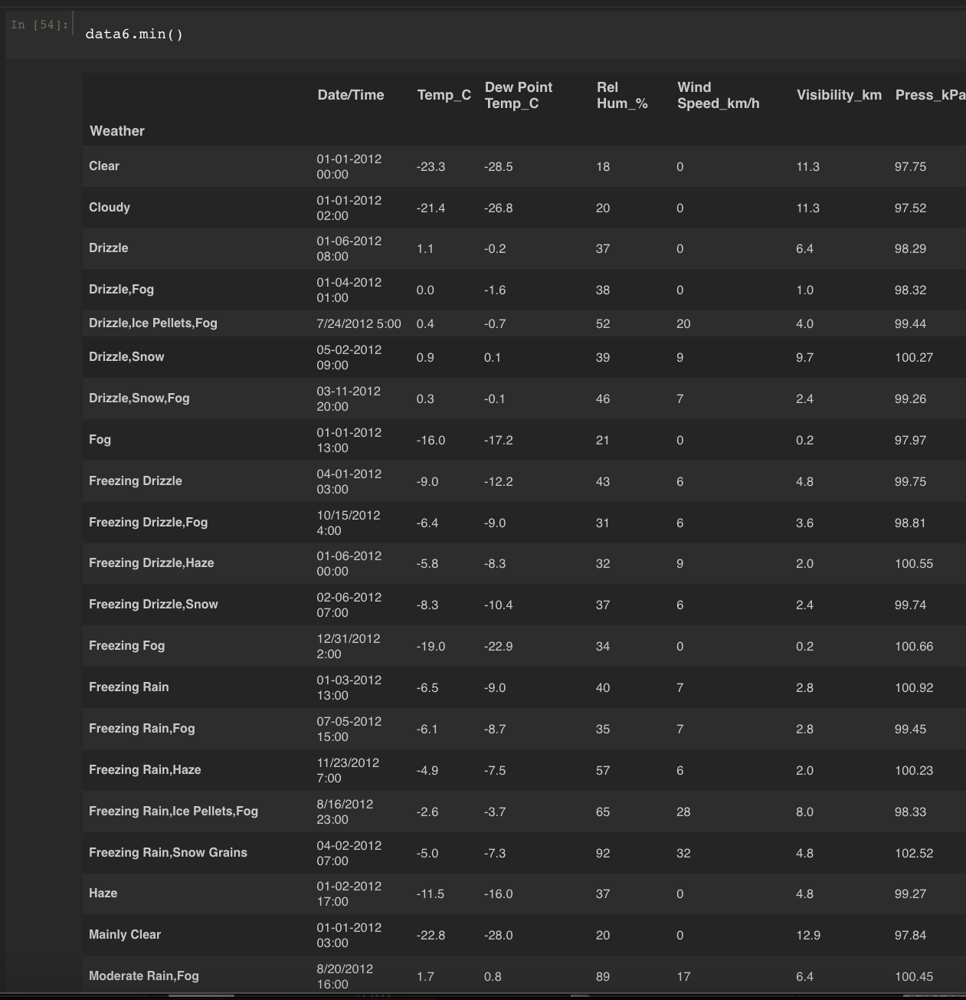 In [54]:
data6.min()
Date/Time Temp_C Dew Point Temp_C Rel Hum_% Wind Speed_km/h Visibility_km Press_kPa
Weather
Clear 01-01-2012 00:00 -23.3 -28.5 18 0 11.3 97.75
Cloudy 01-01-2012 02:00 -21.4 -26.8 20 0 11.3 97.52
Drizzle 01-06-2012 08:00 1.1 -0.2 37 0 6.4 98.29
Drizzle,Fog 01-04-2012 01:00 0.0 -1.6 38 0 1.0 98.32
Drizzle,Ice Pellets,Fog 7/24/2012 5:00 0.4 -0.7 52 20 4.0 99.44
Drizzle,Snow 05-02-2012 09:00 0.9 0.1 39 9 9.7 100.27
Drizzle,Snow,Fog 03-11-2012 20:00 0.3 -0.1 46 7 2.4 99.26
Fog 01-01-2012 13:00 -16.0 -17.2 21 0 0.2 97.97
Freezing Drizzle 04-01-2012 03:00 -9.0 -12.2 43 6 4.8 99.75
Freezing Drizzle,Fog 10/15/2012 4:00 -6.4 -9.0 31 6 3.6 98.81
Freezing Drizzle,Haze 01-06-2012 00:00 -5.8 -8.3 32 9 2.0 100.55
Freezing Drizzle,Snow 02-06-2012 07:00 -8.3 -10.4 37 6 2.4 99.74
Freezing Fog 12/31/2012 2:00 -19.0 -22.9 34 0 0.2 100.66
Freezing Rain 01-03-2012 13:00 -6.5 -9.0 40 7 2.8 100.92
Freezing Rain,Fog 07-05-2012 15:00 -6.1 -8.7 35 7 2.8 99.45
Freezing Rain,Haze 11/23/2012 7:00 -4.9 -7.5 57 6 2.0 100.23
Freezing Rain,Ice Pellets,Fog 8/16/2012 23:00 -2.6 -3.7 65 28 8.0 98.33
Freezing Rain,Snow Grains 04-02-2012 07:00 -5.0 -7.3 92 32 4.8 102.52
Haze 01-02-2012 17:00 -11.5 -16.0 37 0 4.8 99.27
Mainly Clear 01-01-2012 03:00 -22.8 -28.0 20 0 12.9 97.84
Moderate Rain,Fog 8/20/2012 16:00 1.7 0.8 89 17 6.4 100.45